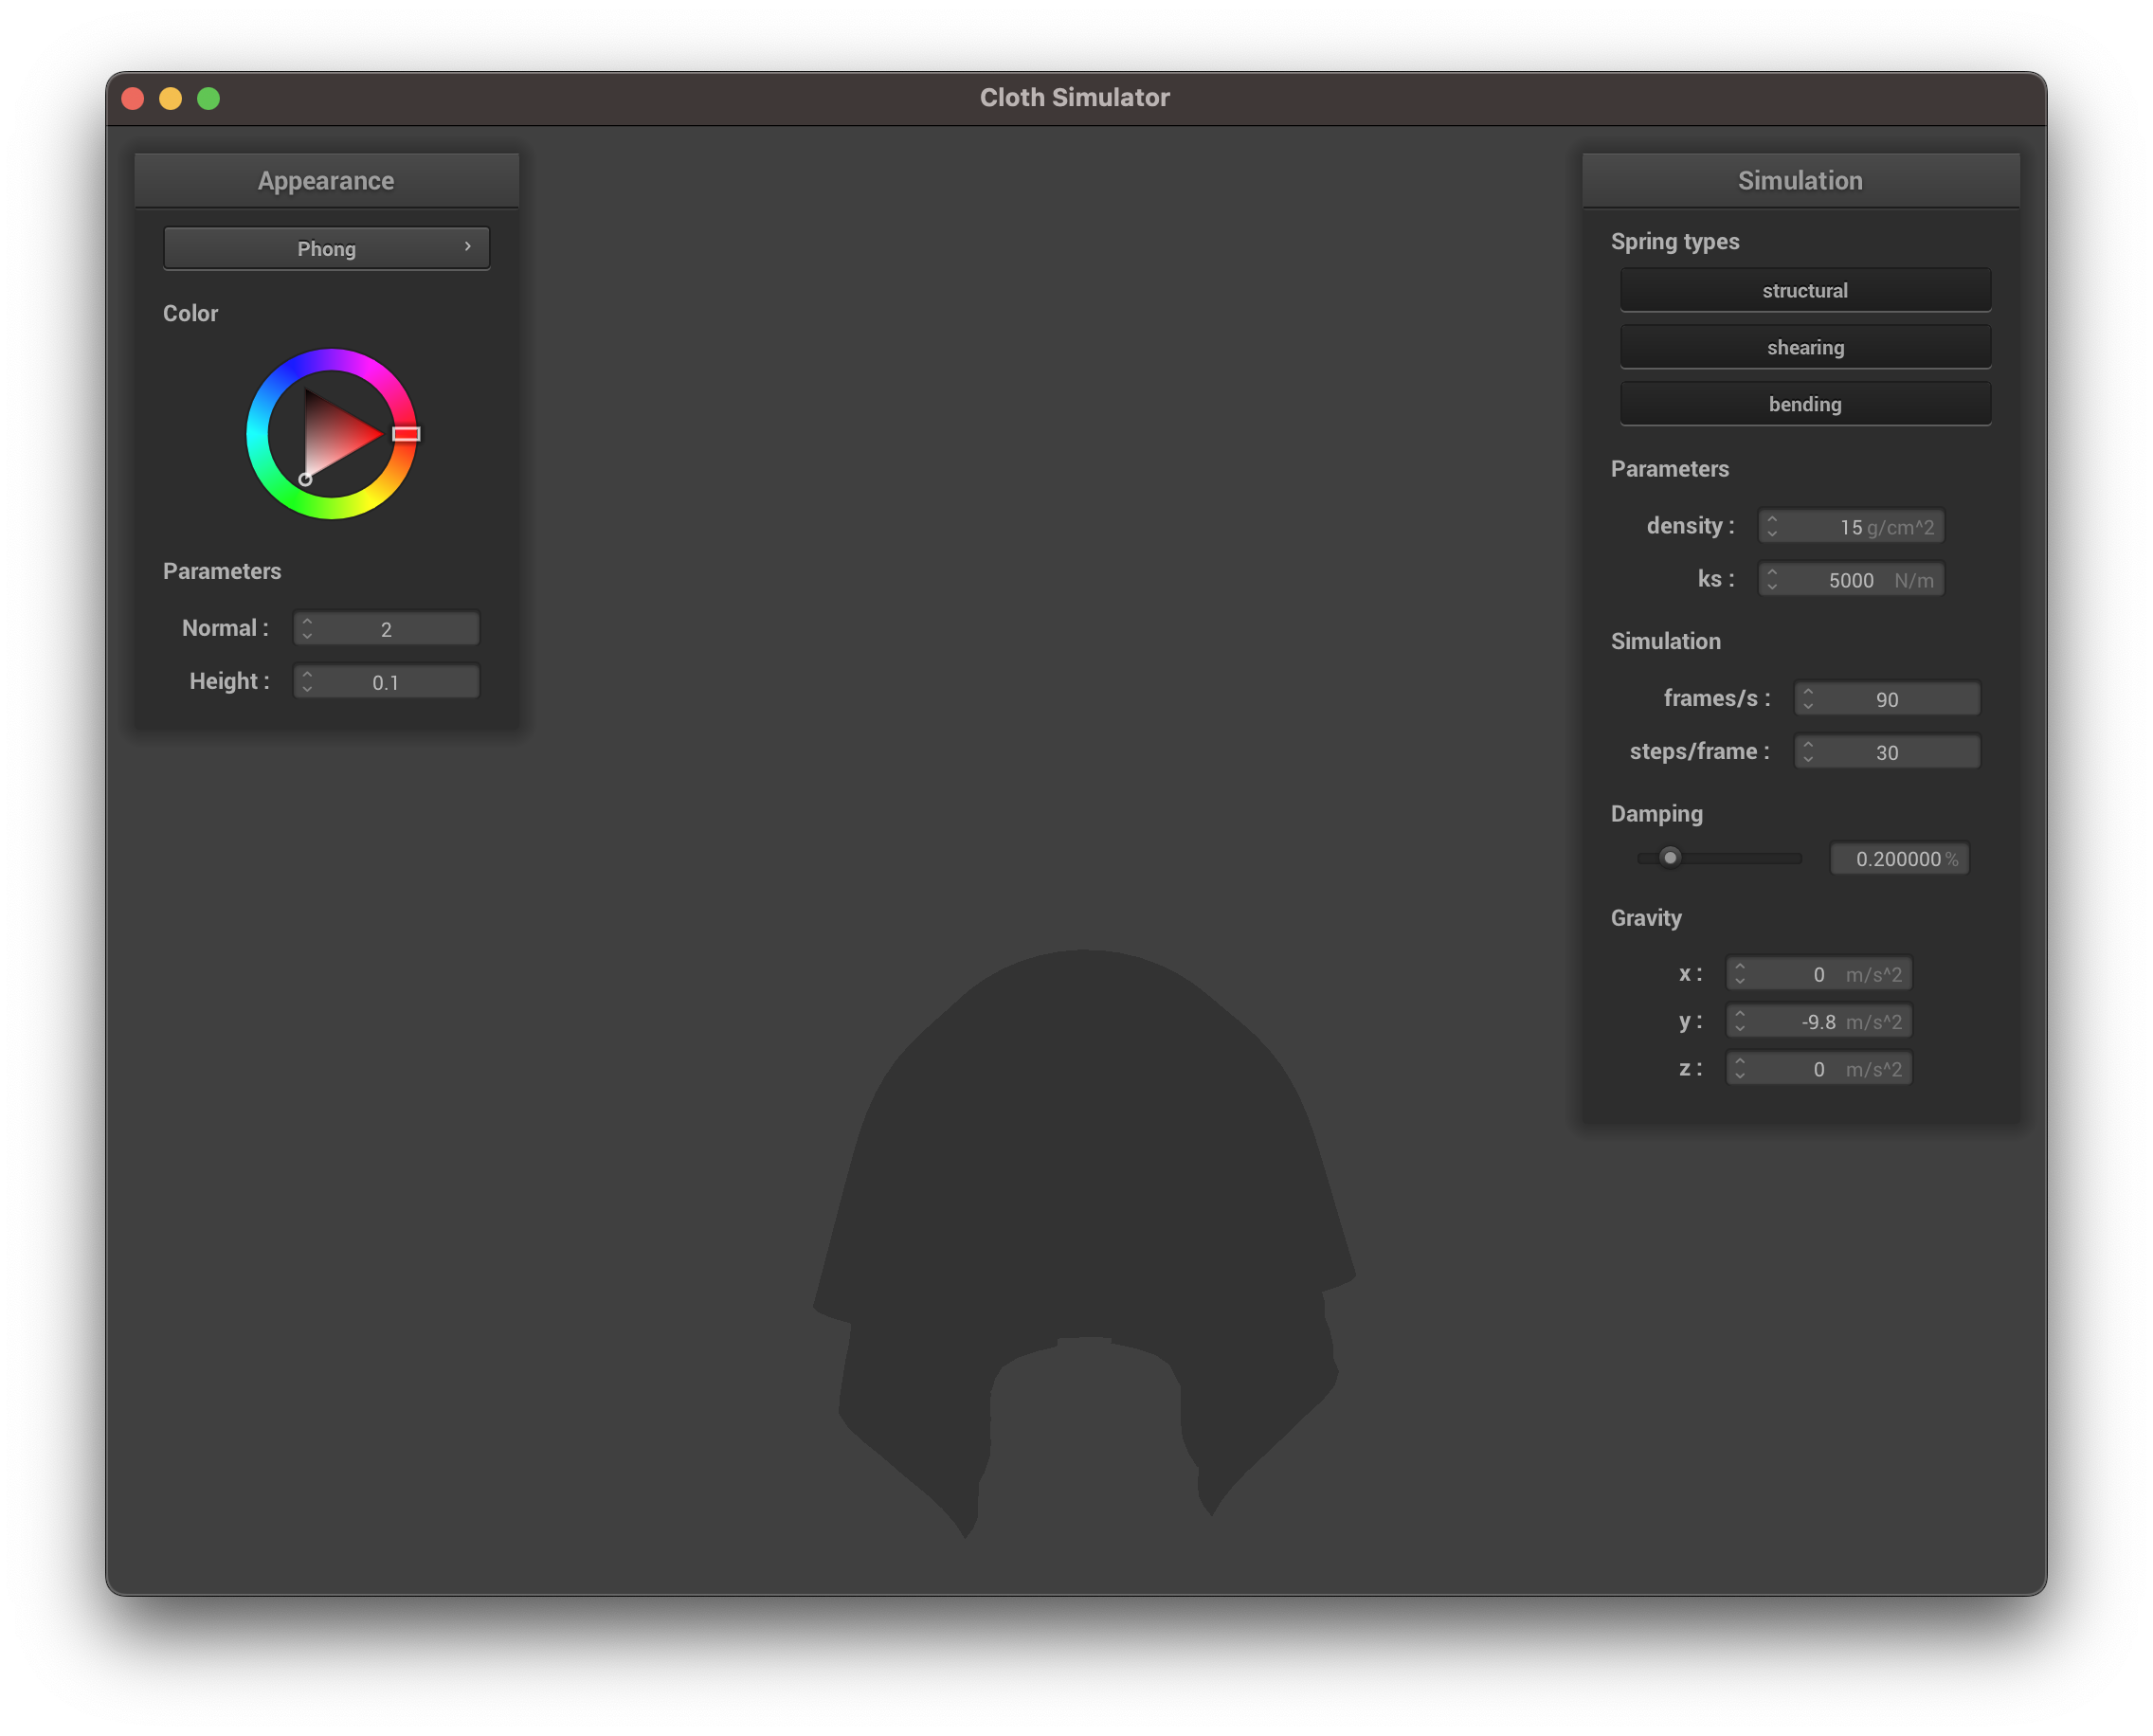 Cloth Simulator
Appearance
Phong
Color
Parameters
Normal : 2
Height : 0.1
Simulation
Spring types
structural
shearing
bending
Parameters
density : 15 g/cm^2
ks : 5000 N/m
Simulation
frames/s : 90
steps/frame : 30
Damping
0.200000 %
Gravity
x : 0 m/s^2
y : -9.8 m/s^2
z : 0 m/s^2